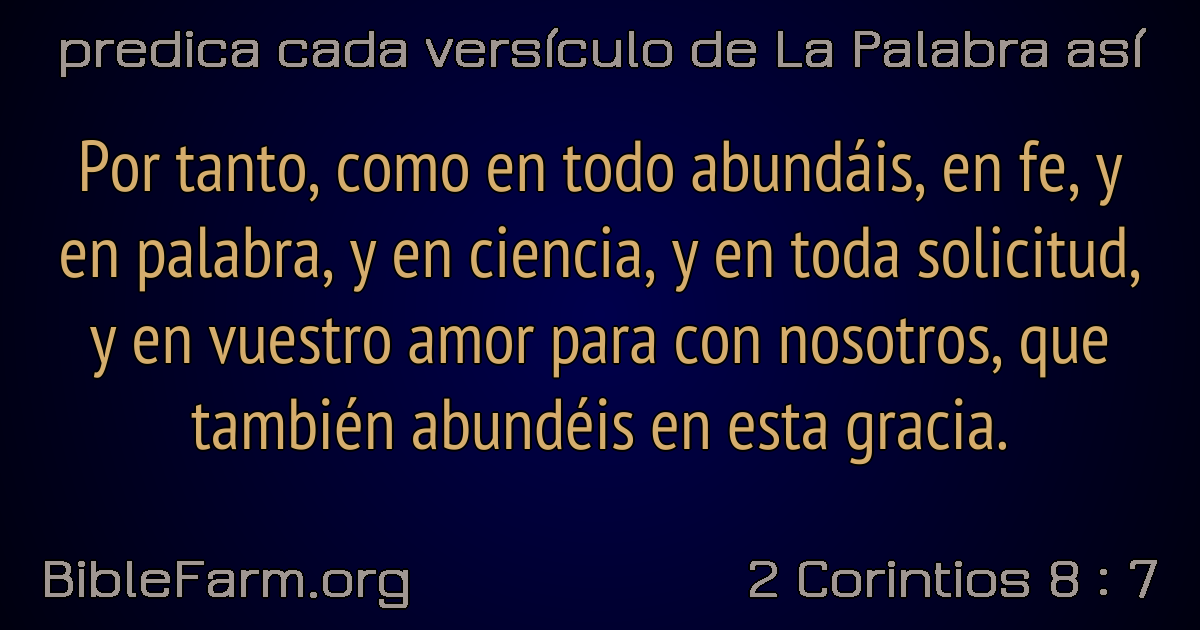 predica cada versículo de La Palabra así
Por tanto, como en todo abundáis, en fe, y
en palabra, y en ciencia, y en toda solicitud,
y en vuestro amor para con nosotros, que
también abundéis en esta gracia.
BibleFarm.org
2 Corintios 8 : 7